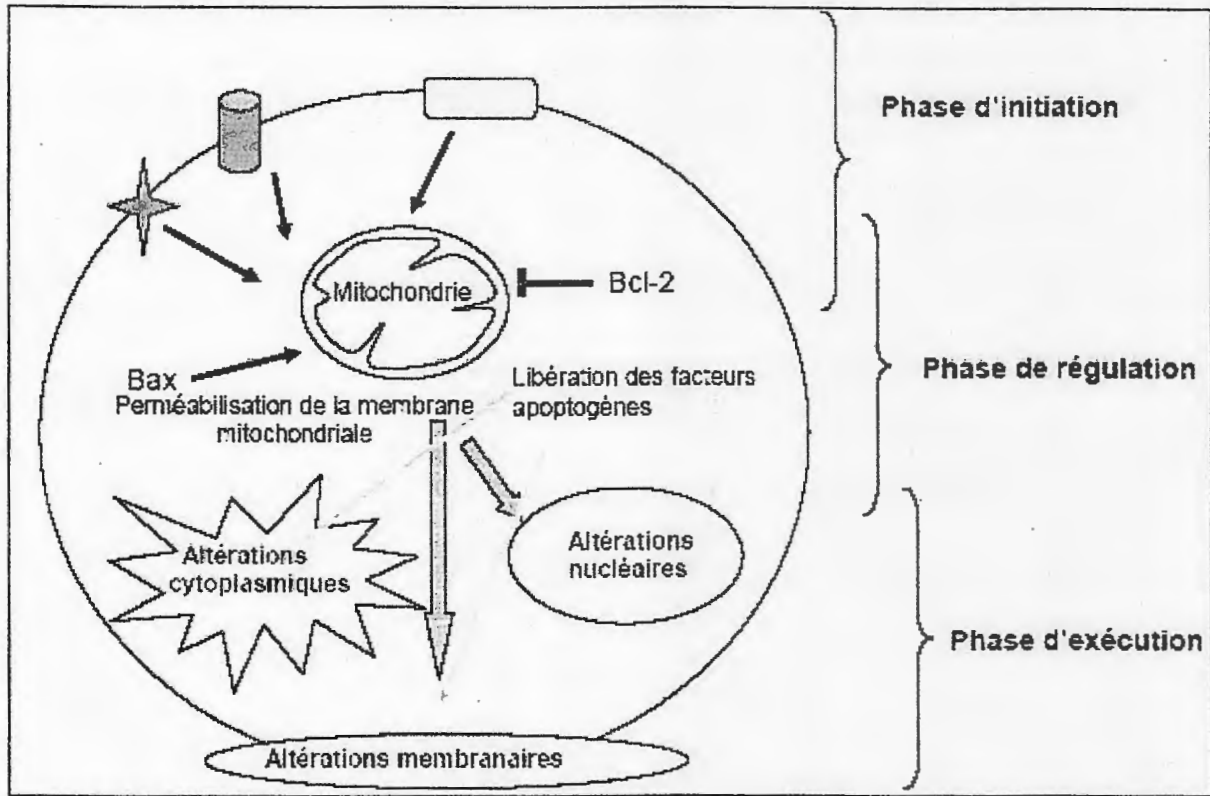 Phase d'initiation
Mitochondrie
Bcl-2
Phase de régulation
Bax
Perméabilisation de la membrane
mitochondriale
Libération des facteurs
apoptogènes
Altérations
cytoplasmiques
Altérations
nucléaires
Phase d'exécution
Altérations membranaires